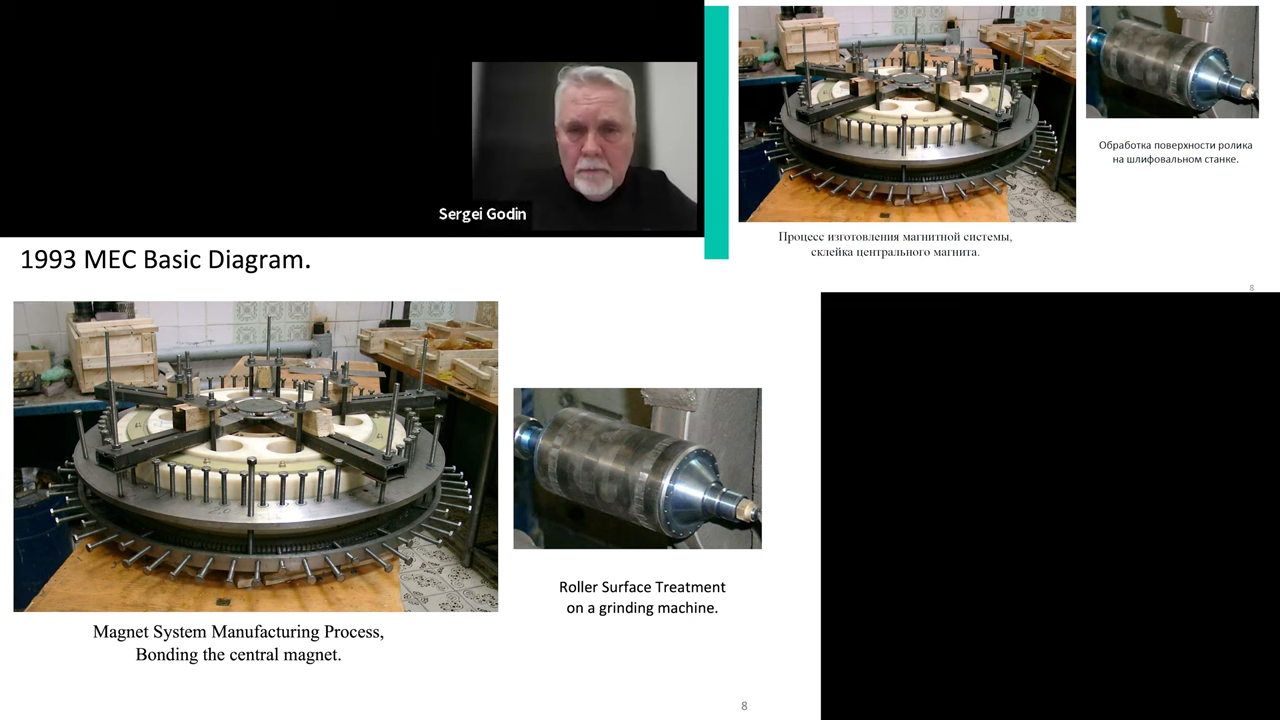 Sergei Godin
Обработка поверхности ролика
на шлифовальном станке.
Процесс изготовления магнитной системы,
склейка центрального магнита.
8
1993 MEC Basic Diagram.
Roller Surface Treatment
on a grinding machine.
Magnet System Manufacturing Process,
Bonding the central magnet.
8